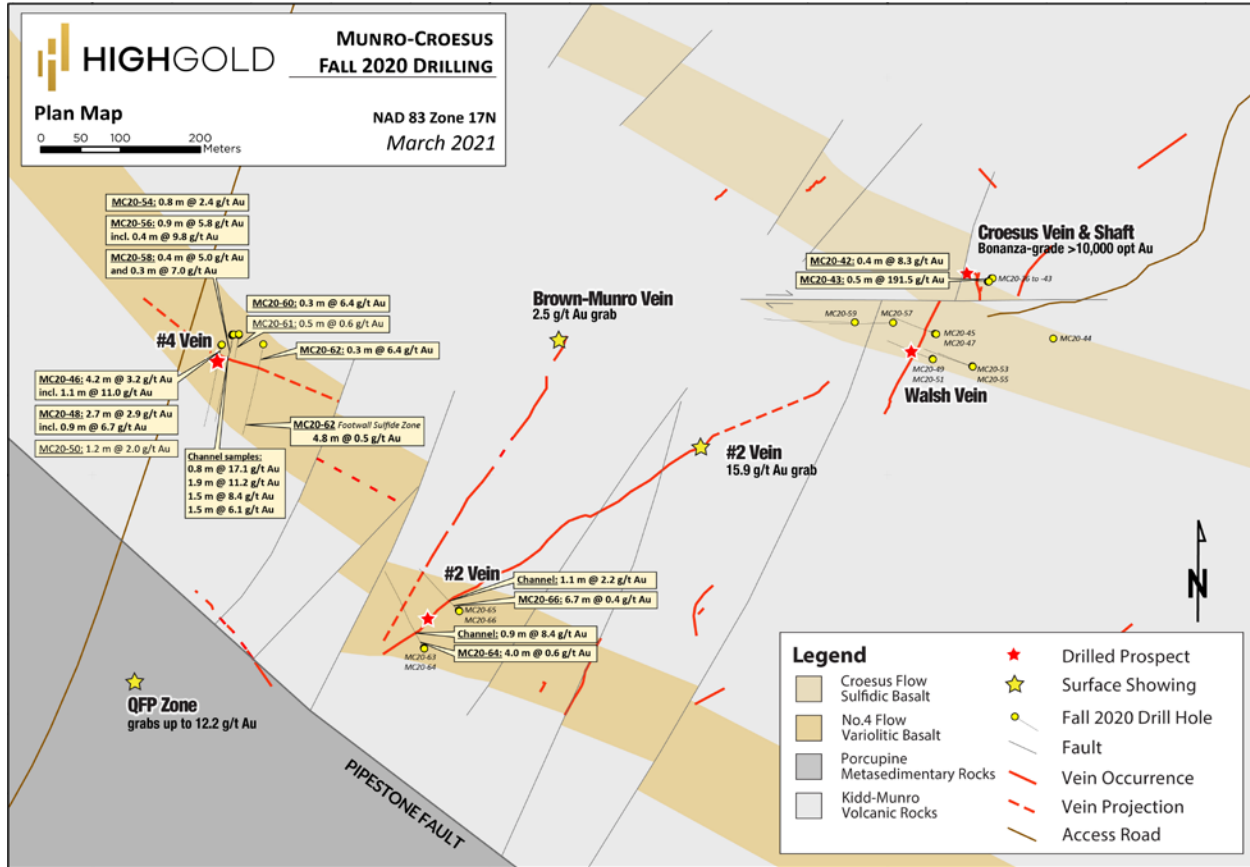 HIGHGOLD
MUNRO-CROESUS
FALL 2020 DRILLING
Plan Map
NAD 83 Zone 17N
March 2021
0 50 100 200
Meters
MC20-54: 0.8 m @ 2.4 g/t Au
MC20-56: 0.9 m @ 5.8 g/t Au
incl. 0.4 m @ 9.8 g/t Au
MC20-58: 0.4 m @ 5.0 g/t Au
and 0.3 m @ 7.0 g/t Au
MC20-60: 0.3 m @ 6.4 g/t Au
MC20-61: 0.5 m @ 0.6 g/t Au
MC20-62: 0.3 m @ 6.4 g/t Au
#4 Vein
MC20-46: 4.2 m @ 3.2 g/t Au
incl. 1.1 m @ 11.0 g/t Au
MC20-48: 2.7 m @ 2.9 g/t Au
incl. 0.9 m @ 6.7 g/t Au
MC20-50: 1.2 m @ 2.0 g/t Au
MC20-62 Footwall Sulfide Zone
4.8 m @ 0.5 g/t Au
Channel samples:
0.8 m @ 17.1 g/t Au
1.9 m @ 11.2 g/t Au
1.5 m @ 8.4 g/t Au
1.5 m @ 6.1 g/t Au
Brown-Munro Vein
2.5 g/t Au grab
Croesus Vein & Shaft
Bonanza-grade >10,000 opt Au
MC20-42: 0.4 m @ 8.3 g/t Au
MC20-43: 0.5 m @ 191.5 g/t Au
MC20-36 to -43
MC20-59
MC20-57
MC20-45
MC20-47
MC20-44
MC20-49
MC20-51
MC20-53
MC20-55
Walsh Vein
#2 Vein
15.9 g/t Au grab
#2 Vein
Channel: 1.1 m @ 2.2 g/t Au
MC20-66: 6.7 m @ 0.4 g/t Au
MC20-65
MC20-66
Channel: 0.9 m @ 8.4 g/t Au
MC20-64: 4.0 m @ 0.6 g/t Au
MC20-63
MC20-64
QFP Zone
grabs up to 12.2 g/t Au
PIPESTONE FAULT
N
Legend
Croesus Flow
Sulfidic Basalt
No.4 Flow
Variolitic Basalt
Porcupine
Metasedimentary Rocks
Kidd-Munro
Volcanic Rocks
Drilled Prospect
Surface Showing
Fall 2020 Drill Hole
Fault
Vein Occurrence
Vein Projection
Access Road